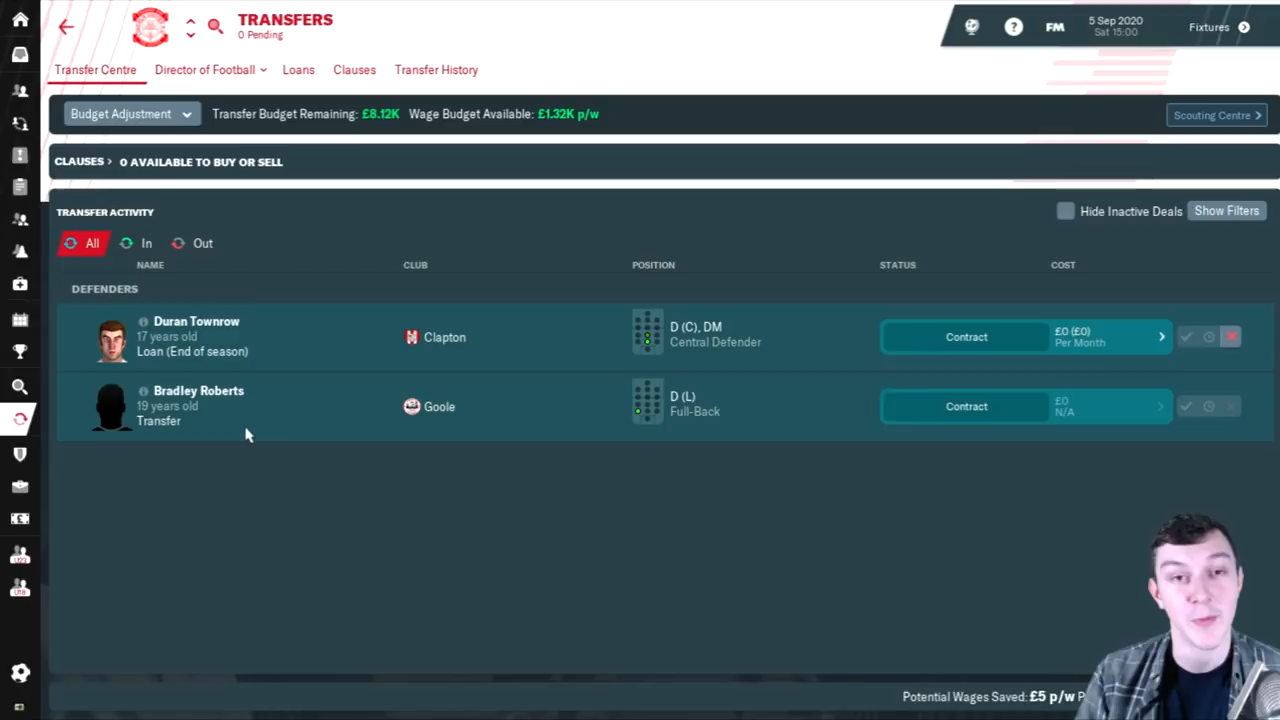 TRANSFERS
0 Pending
FM
5 Sep 2020
Sat 15:00
Fixtures
Transfer Centre
Director of Football
Loans
Clauses
Transfer History
Budget Adjustment
Transfer Budget Remaining: £8.12K
Wage Budget Available: £1.32K p/w
Scouting Centre
CLAUSES > 0 AVAILABLE TO BUY OR SELL
TRANSFER ACTIVITY
Hide Inactive Deals
Show Filters
All
In
Out
NAME
CLUB
POSITION
STATUS
COST
DEFENDERS
Duran Townrow
17 years old
Loan (End of season)
Clapton
D (C), DM
Central Defender
Contract
£0 (£0)
Per Month
Bradley Roberts
19 years old
Transfer
Goole
D (L)
Full-Back
Contract
£0
N/A
U23
U18
Potential Wages Saved: £5 p/w P